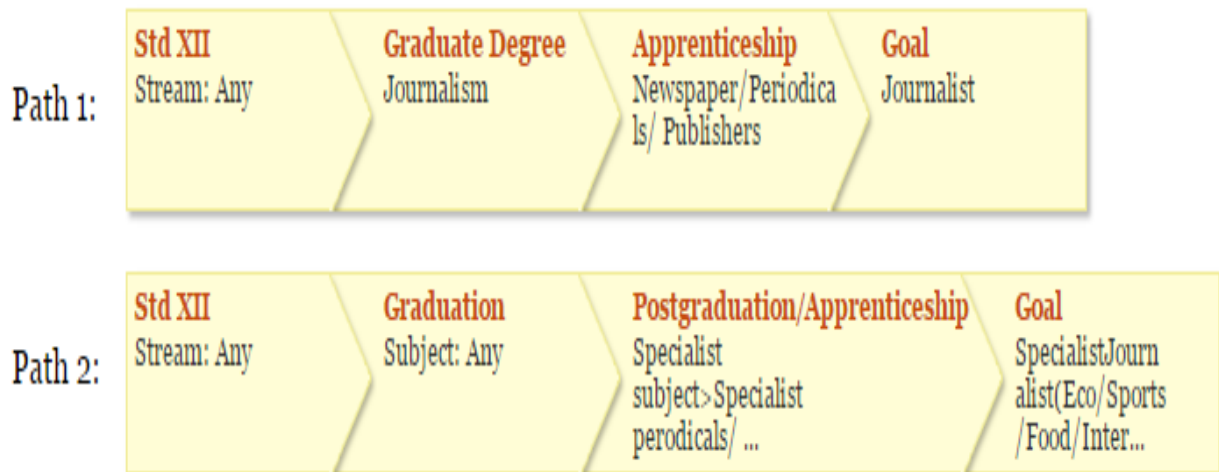 Path 1:
Std XII
Stream: Any
Graduate Degree
Journalism
Apprenticeship
Newspaper/Periodica
ls/ Publishers
Goal
Journalist
Path 2:
Std XII
Stream: Any
Graduation
Subject: Any
Postgraduation/Apprenticeship
Specialist
subject>Specialist
perodicals/ ...
Goal
SpecialistJourn
alist(Eco/Sports
/Food/Inter...